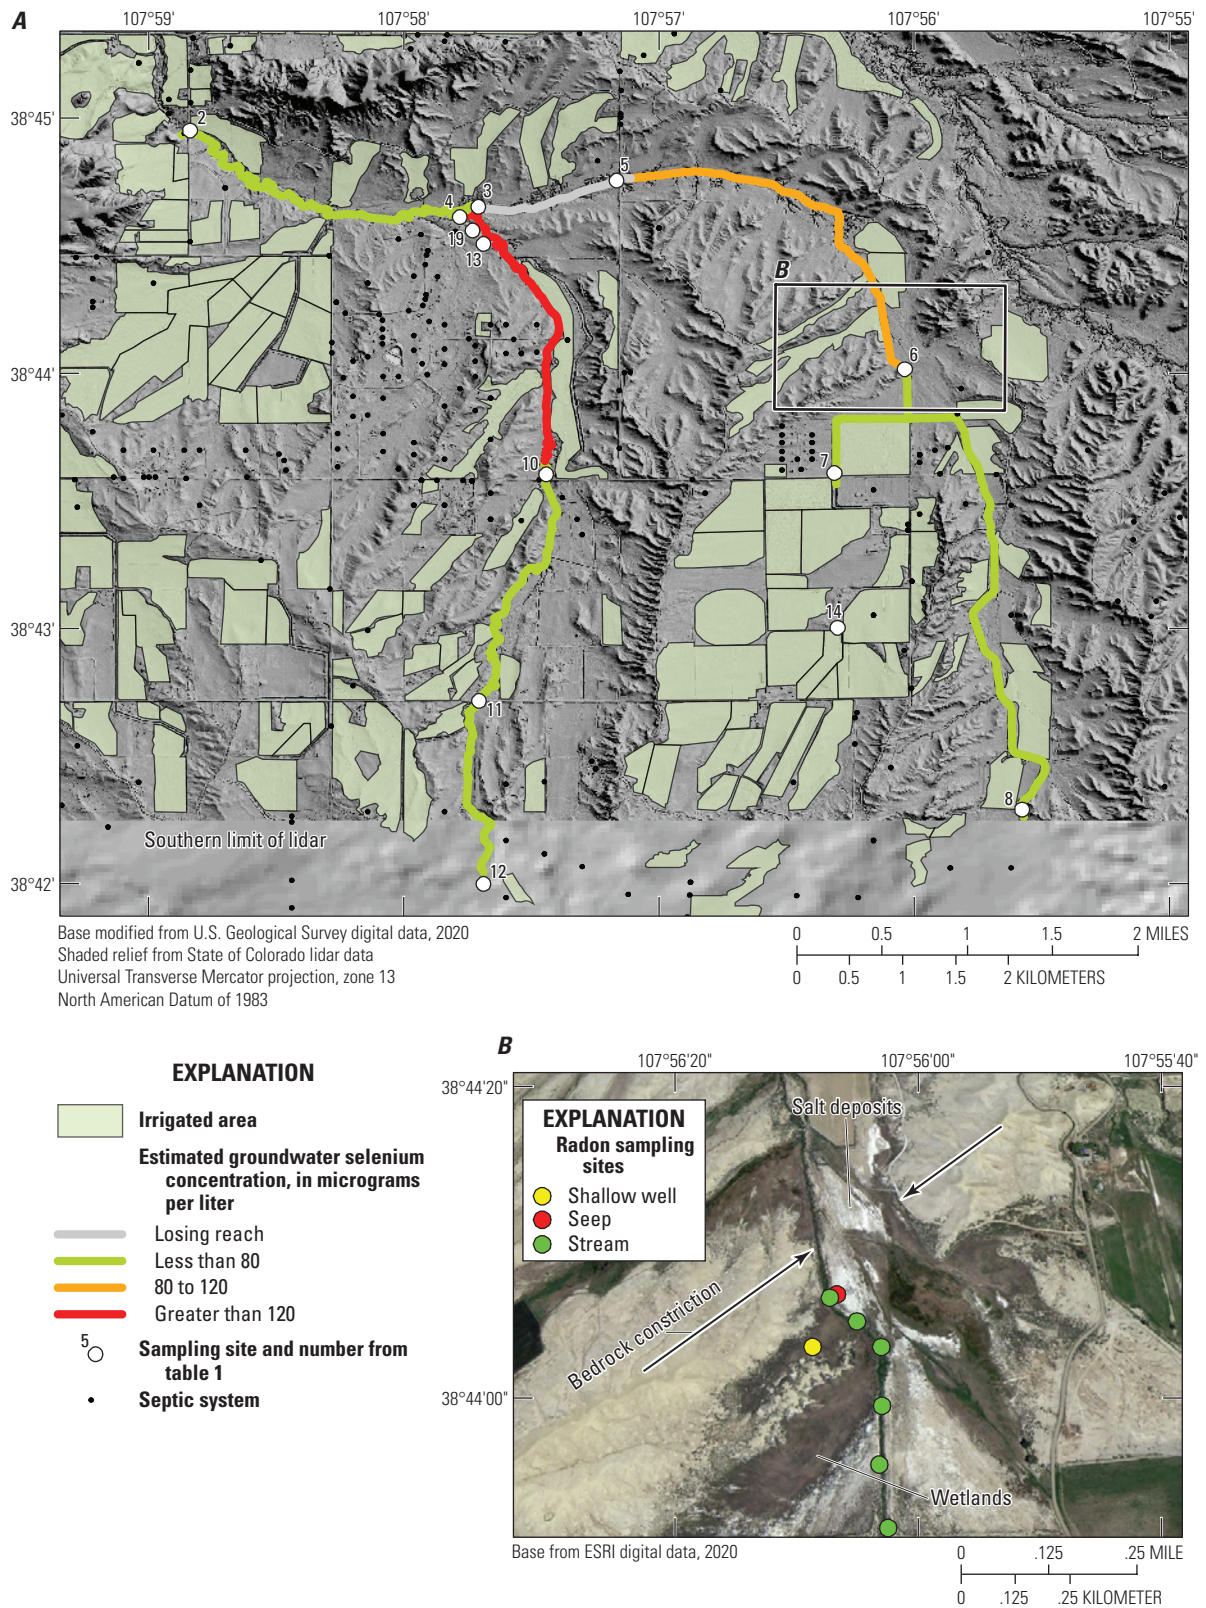 A
107°59'
107°58'
107°57'
107°56'
107°55'
38°45'
38°44'
38°43'
38°42'
2
3
4
5
19
13
B
6
10
7
14
11
8
12
Southern limit of lidar
Base modified from U.S. Geological Survey digital data, 2020
Shaded relief from State of Colorado lidar data
Universal Transverse Mercator projection, zone 13
North American Datum of 1983
0 0.5 1 1.5 2 MILES
0 0.5 1 1.5 2 KILOMETERS
EXPLANATION
Irrigated area
Estimated groundwater selenium
concentration, in micrograms
per liter
Losing reach
Less than 80
80 to 120
Greater than 120
5
Sampling site and number from
table 1
Septic system
B
107°56'20"
107°56'00"
107°55'40"
38°44'20"
38°44'00"
EXPLANATION
Radon sampling
sites
Shallow well
Seep
Stream
Salt deposits
Bedrock constriction
Wetlands
Base from ESRI digital data, 2020
0 .125 .25 MILE
0 .125 .25 KILOMETER